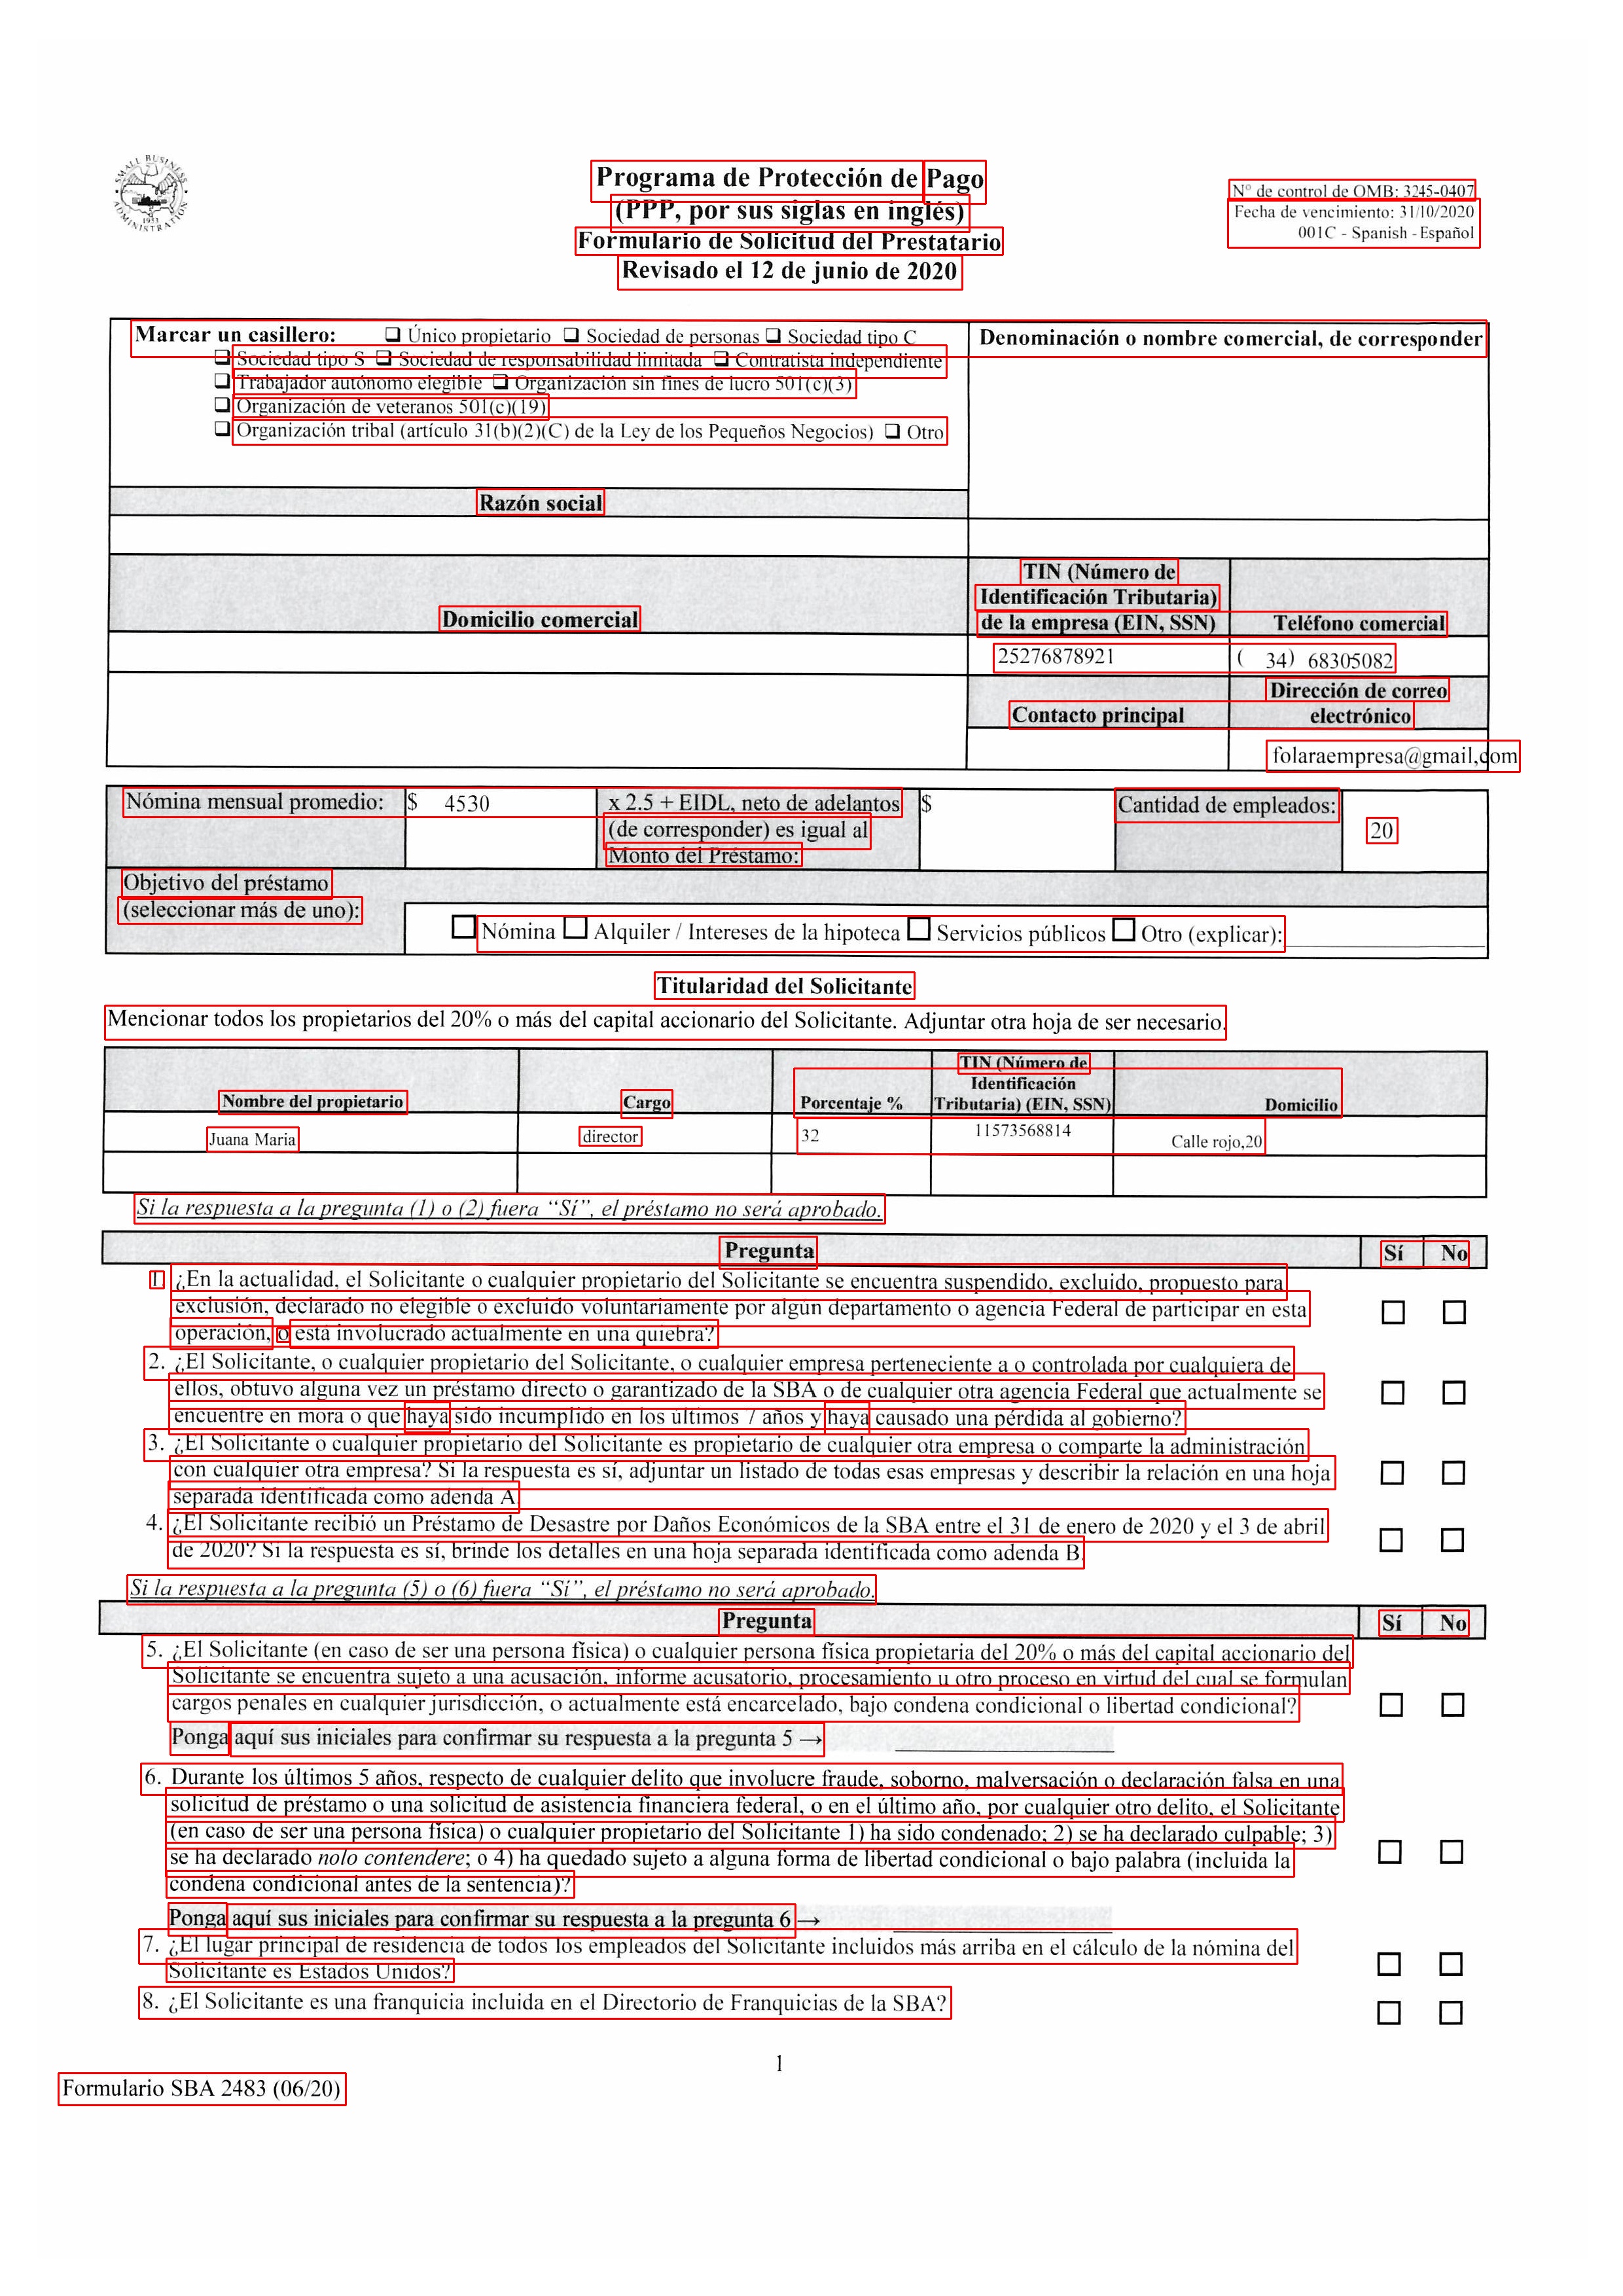 SMALL BUSINESS
ADMINISTRATION
1953
Programa de Protección de Pago
(PPP, por sus siglas en inglés)
Formulario de Solicitud del Prestatario
Revisado el 12 de junio de 2020
N° de control de OMB: 3245-0407
Fecha de vencimiento: 31/10/2020
001C - Spanish - Español
Marcar un casillero: ❏ Único propietario ❏ Sociedad de personas ❏ Sociedad tipo C
❏ Sociedad tipo S ❏ Sociedad de responsabilidad limitada ❏ Contratista independiente
❏ Trabajador autónomo elegible ❏ Organización sin fines de lucro 501(c)(3)
❏ Organización de veteranos 501(c)(19)
❏ Organización tribal (artículo 31(b)(2)(C) de la Ley de los Pequeños Negocios) ❏ Otro
Denominación o nombre comercial, de corresponder
Razón social
Domicilio comercial
TIN (Número de
Identificación Tributaria)
de la empresa (EIN, SSN)
Teléfono comercial
25276878921
( 34) 68305082
Contacto principal
Dirección de correo
electrónico
folaraempresa@gmail,com
Nómina mensual promedio:
$ 4530
x 2.5 + EIDL, neto de adelantos
(de corresponder) es igual al
Monto del Préstamo:
$
Cantidad de empleados:
20
Objetivo del préstamo
(seleccionar más de uno):
☐ Nómina ☐ Alquiler / Intereses de la hipoteca ☐ Servicios públicos ☐ Otro (explicar):
Titularidad del Solicitante
Mencionar todos los propietarios del 20% o más del capital accionario del Solicitante. Adjuntar otra hoja de ser necesario.
Nombre del propietario
Cargo
Porcentaje %
TIN (Número de
Identificación
Tributaria) (EIN, SSN)
Domicilio
Juana Maria
director
32
11573568814
Calle rojo,20
Si la respuesta a la pregunta (1) o (2) fuera “Sí”, el préstamo no será aprobado.
Pregunta Sí No
1 ¿En la actualidad, el Solicitante o cualquier propietario del Solicitante se encuentra suspendido, excluido, propuesto para
exclusión, declarado no elegible o excluido voluntariamente por algún departamento o agencia Federal de participar en esta
operación, o está involucrado actualmente en una quiebra?
2. ¿El Solicitante, o cualquier propietario del Solicitante, o cualquier empresa perteneciente a o controlada por cualquiera de
ellos, obtuvo alguna vez un préstamo directo o garantizado de la SBA o de cualquier otra agencia Federal que actualmente se
encuentre en mora o que haya sido incumplido en los últimos 7 años y haya causado una pérdida al gobierno?
3. ¿El Solicitante o cualquier propietario del Solicitante es propietario de cualquier otra empresa o comparte la administración
con cualquier otra empresa? Si la respuesta es sí, adjuntar un listado de todas esas empresas y describir la relación en una hoja
separada identificada como adenda A.
4. ¿El Solicitante recibió un Préstamo de Desastre por Daños Económicos de la SBA entre el 31 de enero de 2020 y el 3 de abril
de 2020? Si la respuesta es sí, brinde los detalles en una hoja separada identificada como adenda B.
Si la respuesta a la pregunta (5) o (6) fuera “Sí”, el préstamo no será aprobado.
Pregunta Sí No
5. ¿El Solicitante (en caso de ser una persona física) o cualquier persona física propietaria del 20% o más del capital accionario del
Solicitante se encuentra sujeto a una acusación, informe acusatorio, procesamiento u otro proceso en virtud del cual se formulan
cargos penales en cualquier jurisdicción, o actualmente está encarcelado, bajo condena condicional o libertad condicional?
Ponga aquí sus iniciales para confirmar su respuesta a la pregunta 5 →
6. Durante los últimos 5 años, respecto de cualquier delito que involucre fraude, soborno, malversación o declaración falsa en una
solicitud de préstamo o una solicitud de asistencia financiera federal, o en el último año, por cualquier otro delito, el Solicitante
(en caso de ser una persona física) o cualquier propietario del Solicitante 1) ha sido condenado; 2) se ha declarado culpable; 3)
se ha declarado nolo contendere; o 4) ha quedado sujeto a alguna forma de libertad condicional o bajo palabra (incluida la
condena condicional antes de la sentencia)?
Ponga aquí sus iniciales para confirmar su respuesta a la pregunta 6 →
7. ¿El lugar principal de residencia de todos los empleados del Solicitante incluidos más arriba en el cálculo de la nómina del
Solicitante es Estados Unidos?
8. ¿El Solicitante es una franquicia incluida en el Directorio de Franquicias de la SBA?
1
Formulario SBA 2483 (06/20)